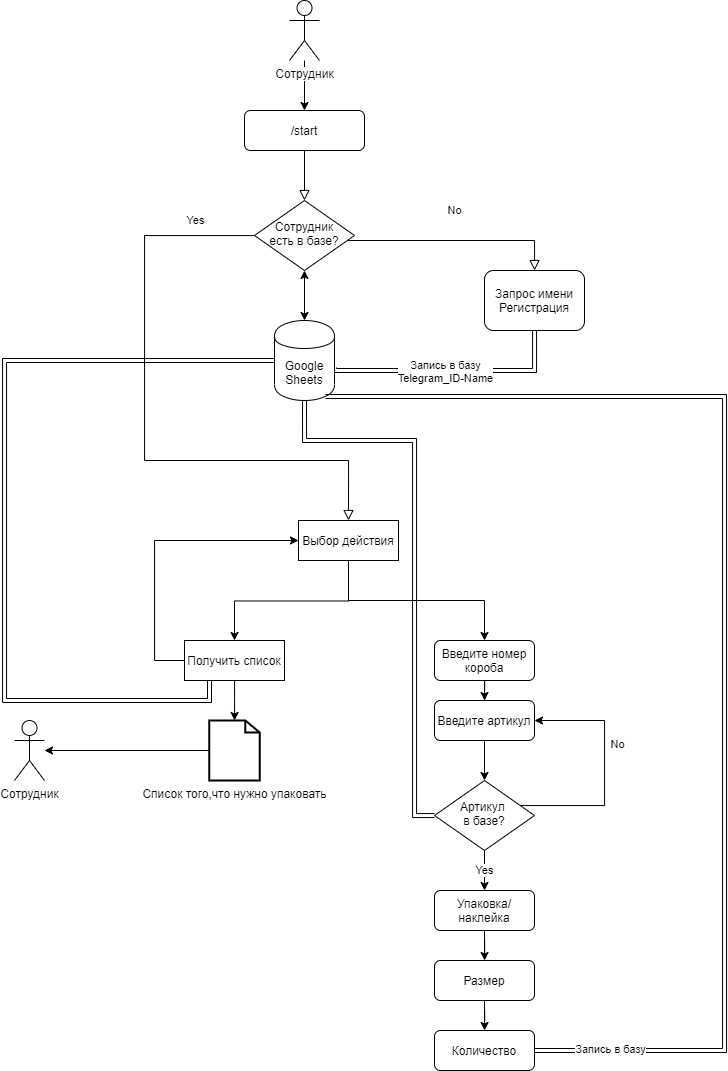 Сотрудник
/start
Yes
No
Сотрудник
есть в базе?
Запрос имени
Регистрация
Google
Sheets
Запись в базу
Telegram_ID-Name
Выбор действия
Получить список
Введите номер
короба
Введите артикул
No
Сотрудник
Список того,что нужно упаковать
Артикул
в базе?
Yes
Упаковка/
наклейка
Размер
Количество
Запись в базу